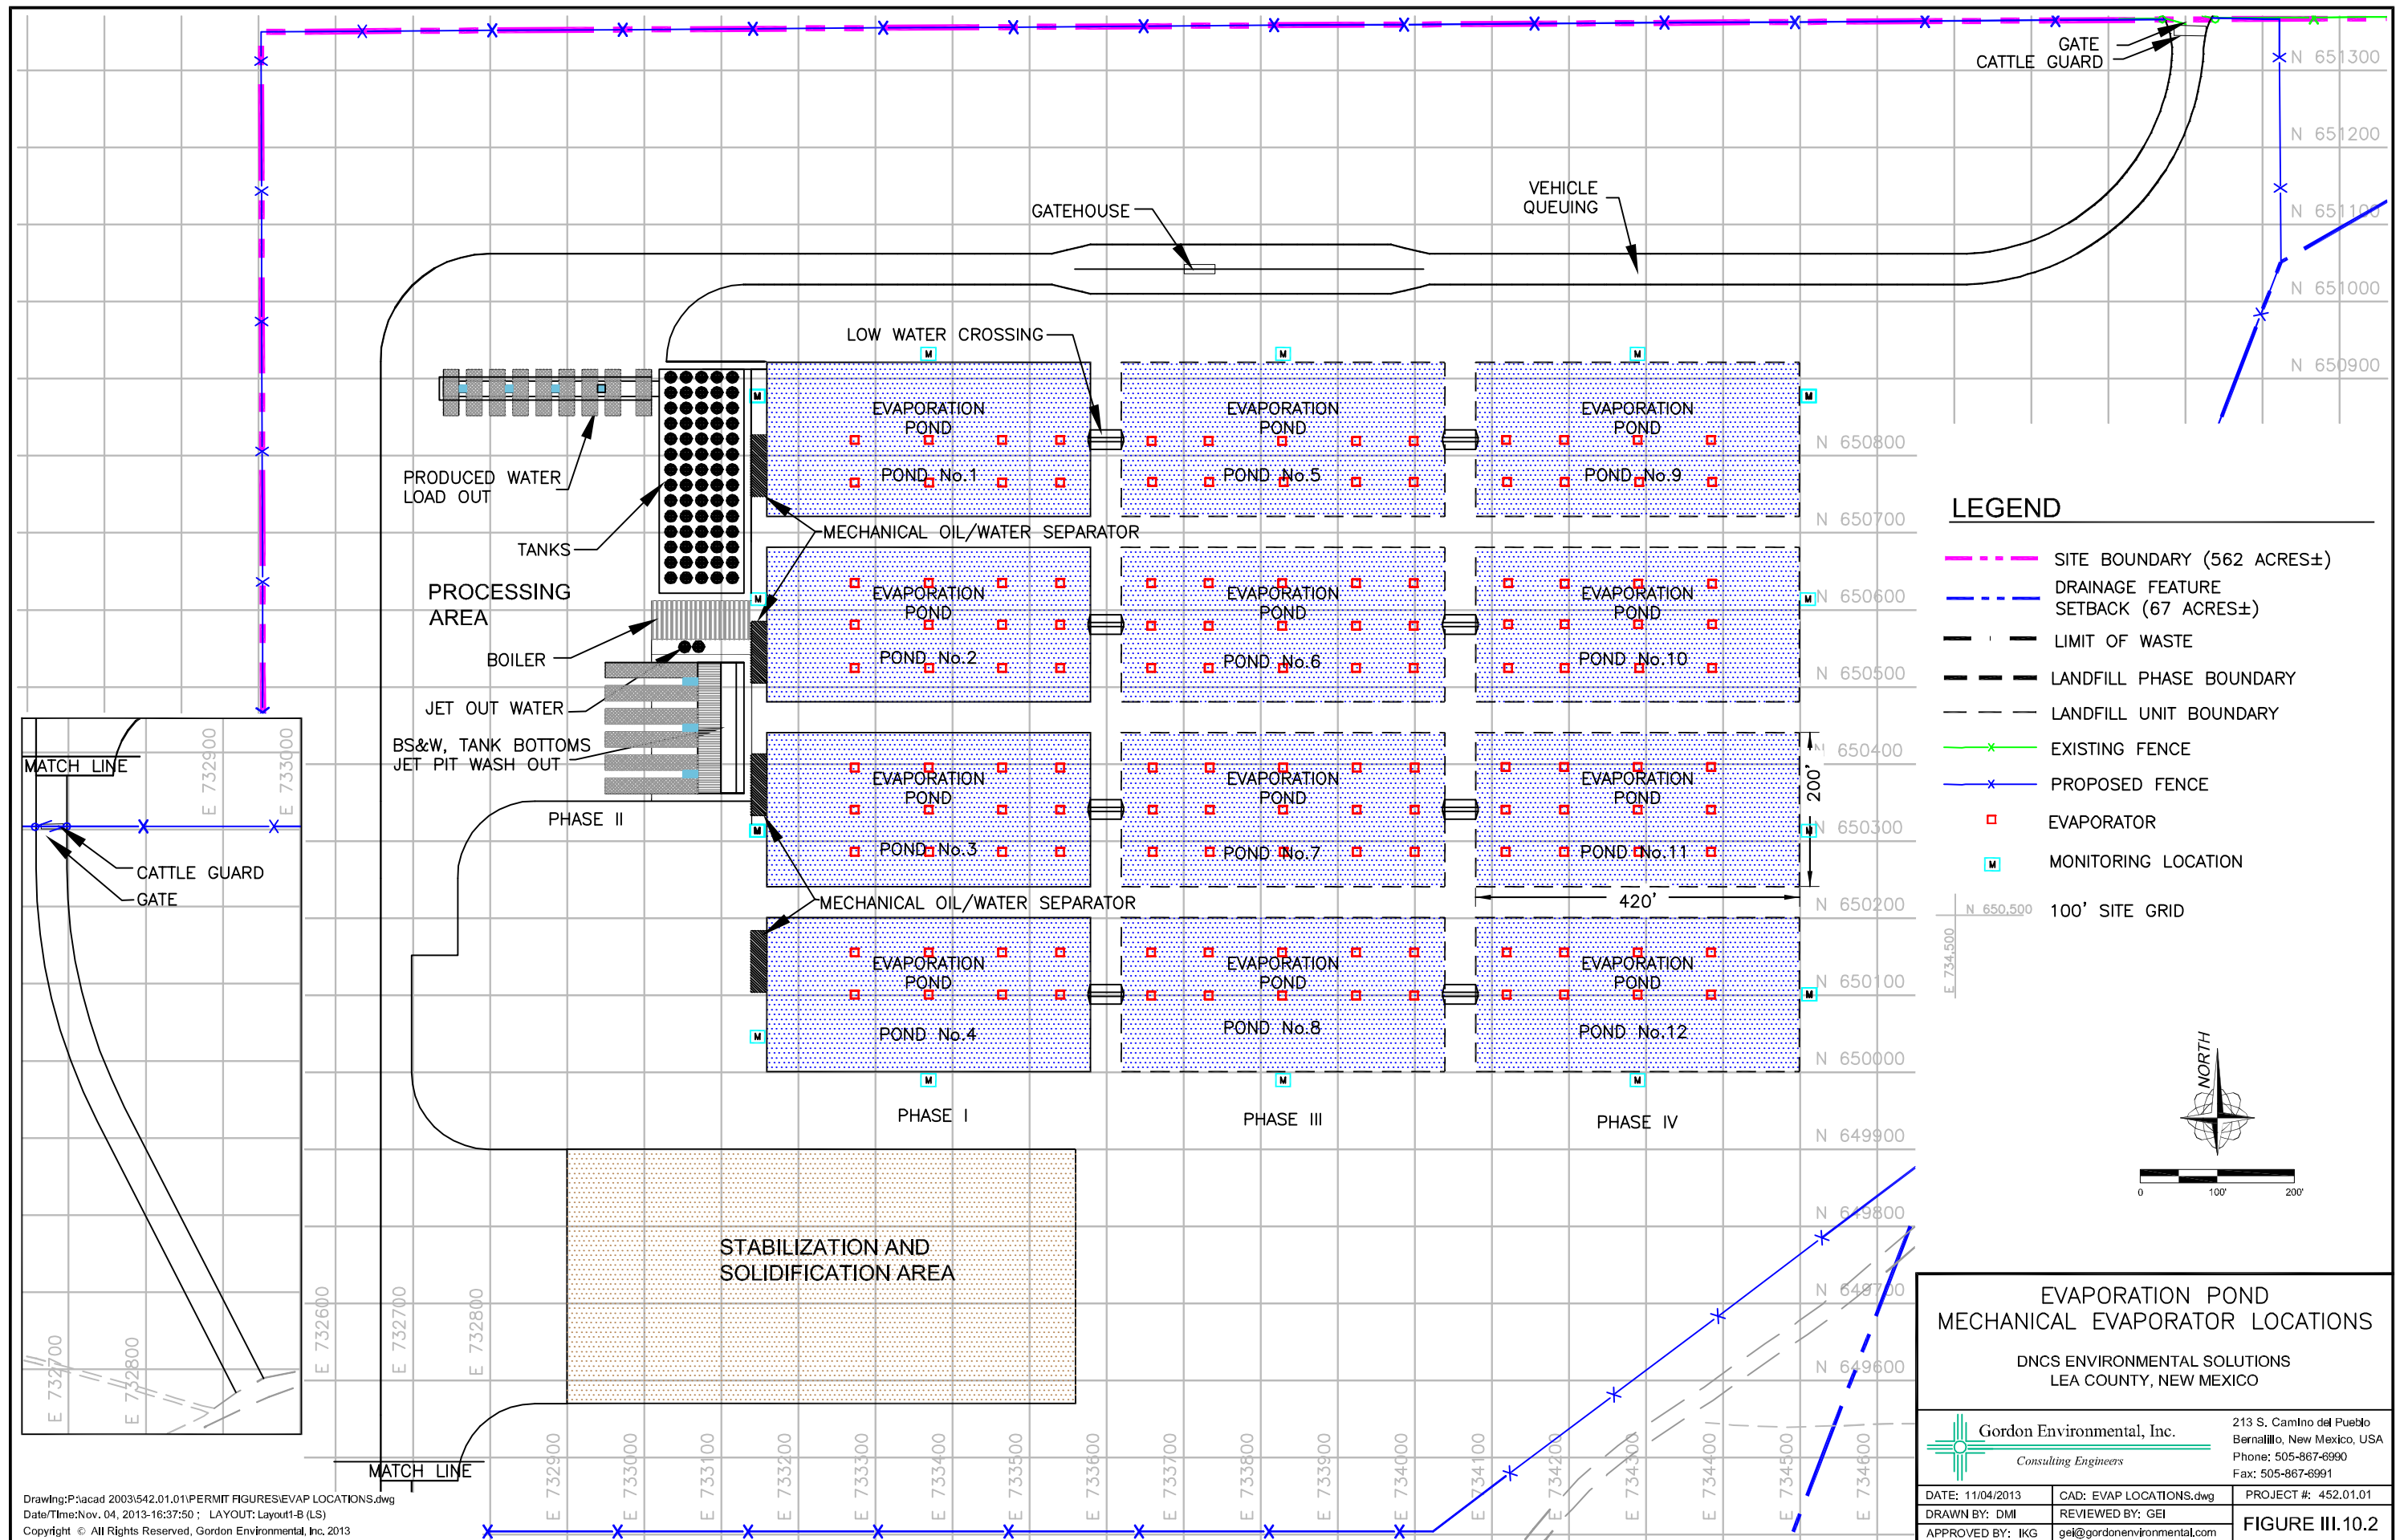 GATE
CATTLE GUARD
N 651300
N 651200
N 651100
N 651000
N 650900
VEHICLE
QUEUING
GATEHOUSE
LOW WATER CROSSING
M
M
M
M
M
EVAPORATION
POND
POND No.1
EVAPORATION
POND
POND No.5
EVAPORATION
POND
POND No.9
N 650800
PRODUCED WATER
LOAD OUT
TANKS
MECHANICAL OIL/WATER SEPARATOR
N 650700
PROCESSING
AREA
M
EVAPORATION
POND
POND No.2
EVAPORATION
POND
POND No.6
EVAPORATION
POND
POND No.10
M
N 650600
BOILER
N 650500
JET OUT WATER
BS&W, TANK BOTTOMS
JET PIT WASH OUT
N 650400
200'
PHASE II
M
EVAPORATION
POND
POND No.3
EVAPORATION
POND
POND No.7
EVAPORATION
POND
POND No.11
M
N 650300
420'
MECHANICAL OIL/WATER SEPARATOR
N 650200
EVAPORATION
POND
POND No.4
EVAPORATION
POND
POND No.8
EVAPORATION
POND
POND No.12
M
M
N 650100
M
M
M
N 650000
PHASE I
PHASE III
PHASE IV
N 649900
N 649800
N 649700
N 649600
STABILIZATION AND
SOLIDIFICATION AREA
MATCH LINE
E 732900
E 733000
CATTLE GUARD
GATE
E 732700
E 732800
E 732600
E 732700
E 732800
MATCH LINE
E 732900
E 733000
E 733100
E 733200
E 733300
E 733400
E 733500
E 733600
E 733700
E 733800
E 733900
E 734000
E 734100
E 734200
E 734300
E 734400
E 734500
E 734600
LEGEND
SITE BOUNDARY (562 ACRES±)
DRAINAGE FEATURE
SETBACK (67 ACRES±)
LIMIT OF WASTE
LANDFILL PHASE BOUNDARY
LANDFILL UNIT BOUNDARY
EXISTING FENCE
PROPOSED FENCE
EVAPORATOR
M MONITORING LOCATION
N 650,500
E 734,500
100' SITE GRID
NORTH
0 100' 200'
EVAPORATION POND
MECHANICAL EVAPORATOR LOCATIONS
DNCS ENVIRONMENTAL SOLUTIONS
LEA COUNTY, NEW MEXICO
Gordon Environmental, Inc.
Consulting Engineers
213 S. Camino del Pueblo
Bernalillo, New Mexico, USA
Phone: 505-867-6990
Fax: 505-867-6991
DATE: 11/04/2013
CAD: EVAP LOCATIONS.dwg
PROJECT #: 452.01.01
DRAWN BY: DMI
REVIEWED BY: GEI
APPROVED BY: IKG
gei@gordonenvironmental.com
FIGURE III.10.2
Drawing:P:\acad 2003\542.01.01\PERMIT FIGURES\EVAP LOCATIONS.dwg
Date/Time:Nov. 04, 2013-16:37:50 ; LAYOUT: Layout1-B (LS)
Copyright © All Rights Reserved, Gordon Environmental, Inc. 2013